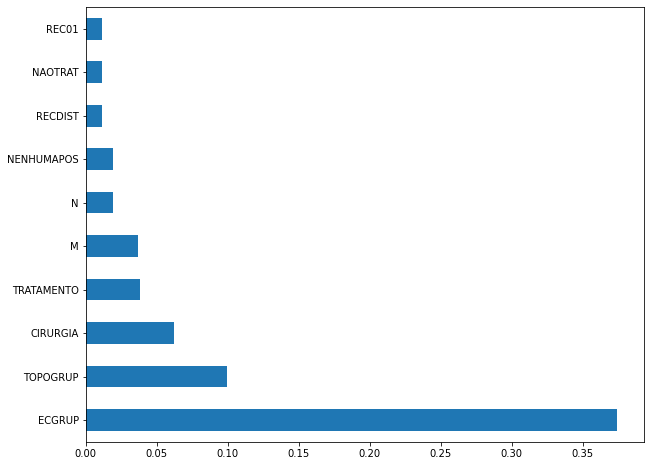 REC01
NAOTRAT
RECDIST
NENHUMAPOS
N
M
TRATAMENTO
CIRURGIA
TOPOGRUP
ECGRUP
0.00 0.05 0.10 0.15 0.20 0.25 0.30 0.35